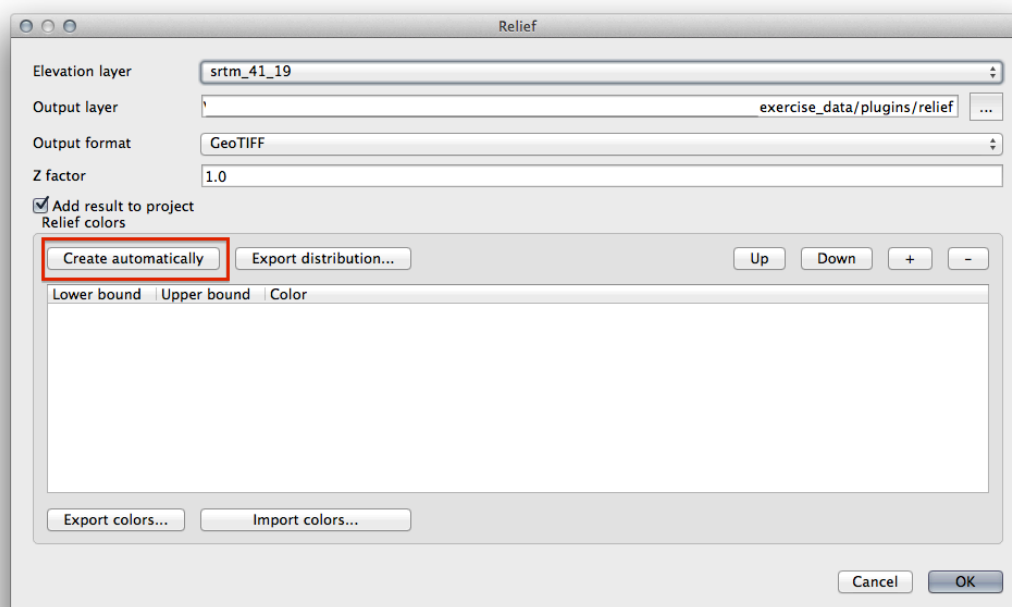 Relief
Elevation layer srtm_41_19
Output layer exercise_data/plugins/relief ...
Output format GeoTIFF
Z factor 1.0
Add result to project
Relief colors
Create automatically Export distribution... Up Down + -
Lower bound Upper bound Color
Export colors... Import colors...
Cancel OK